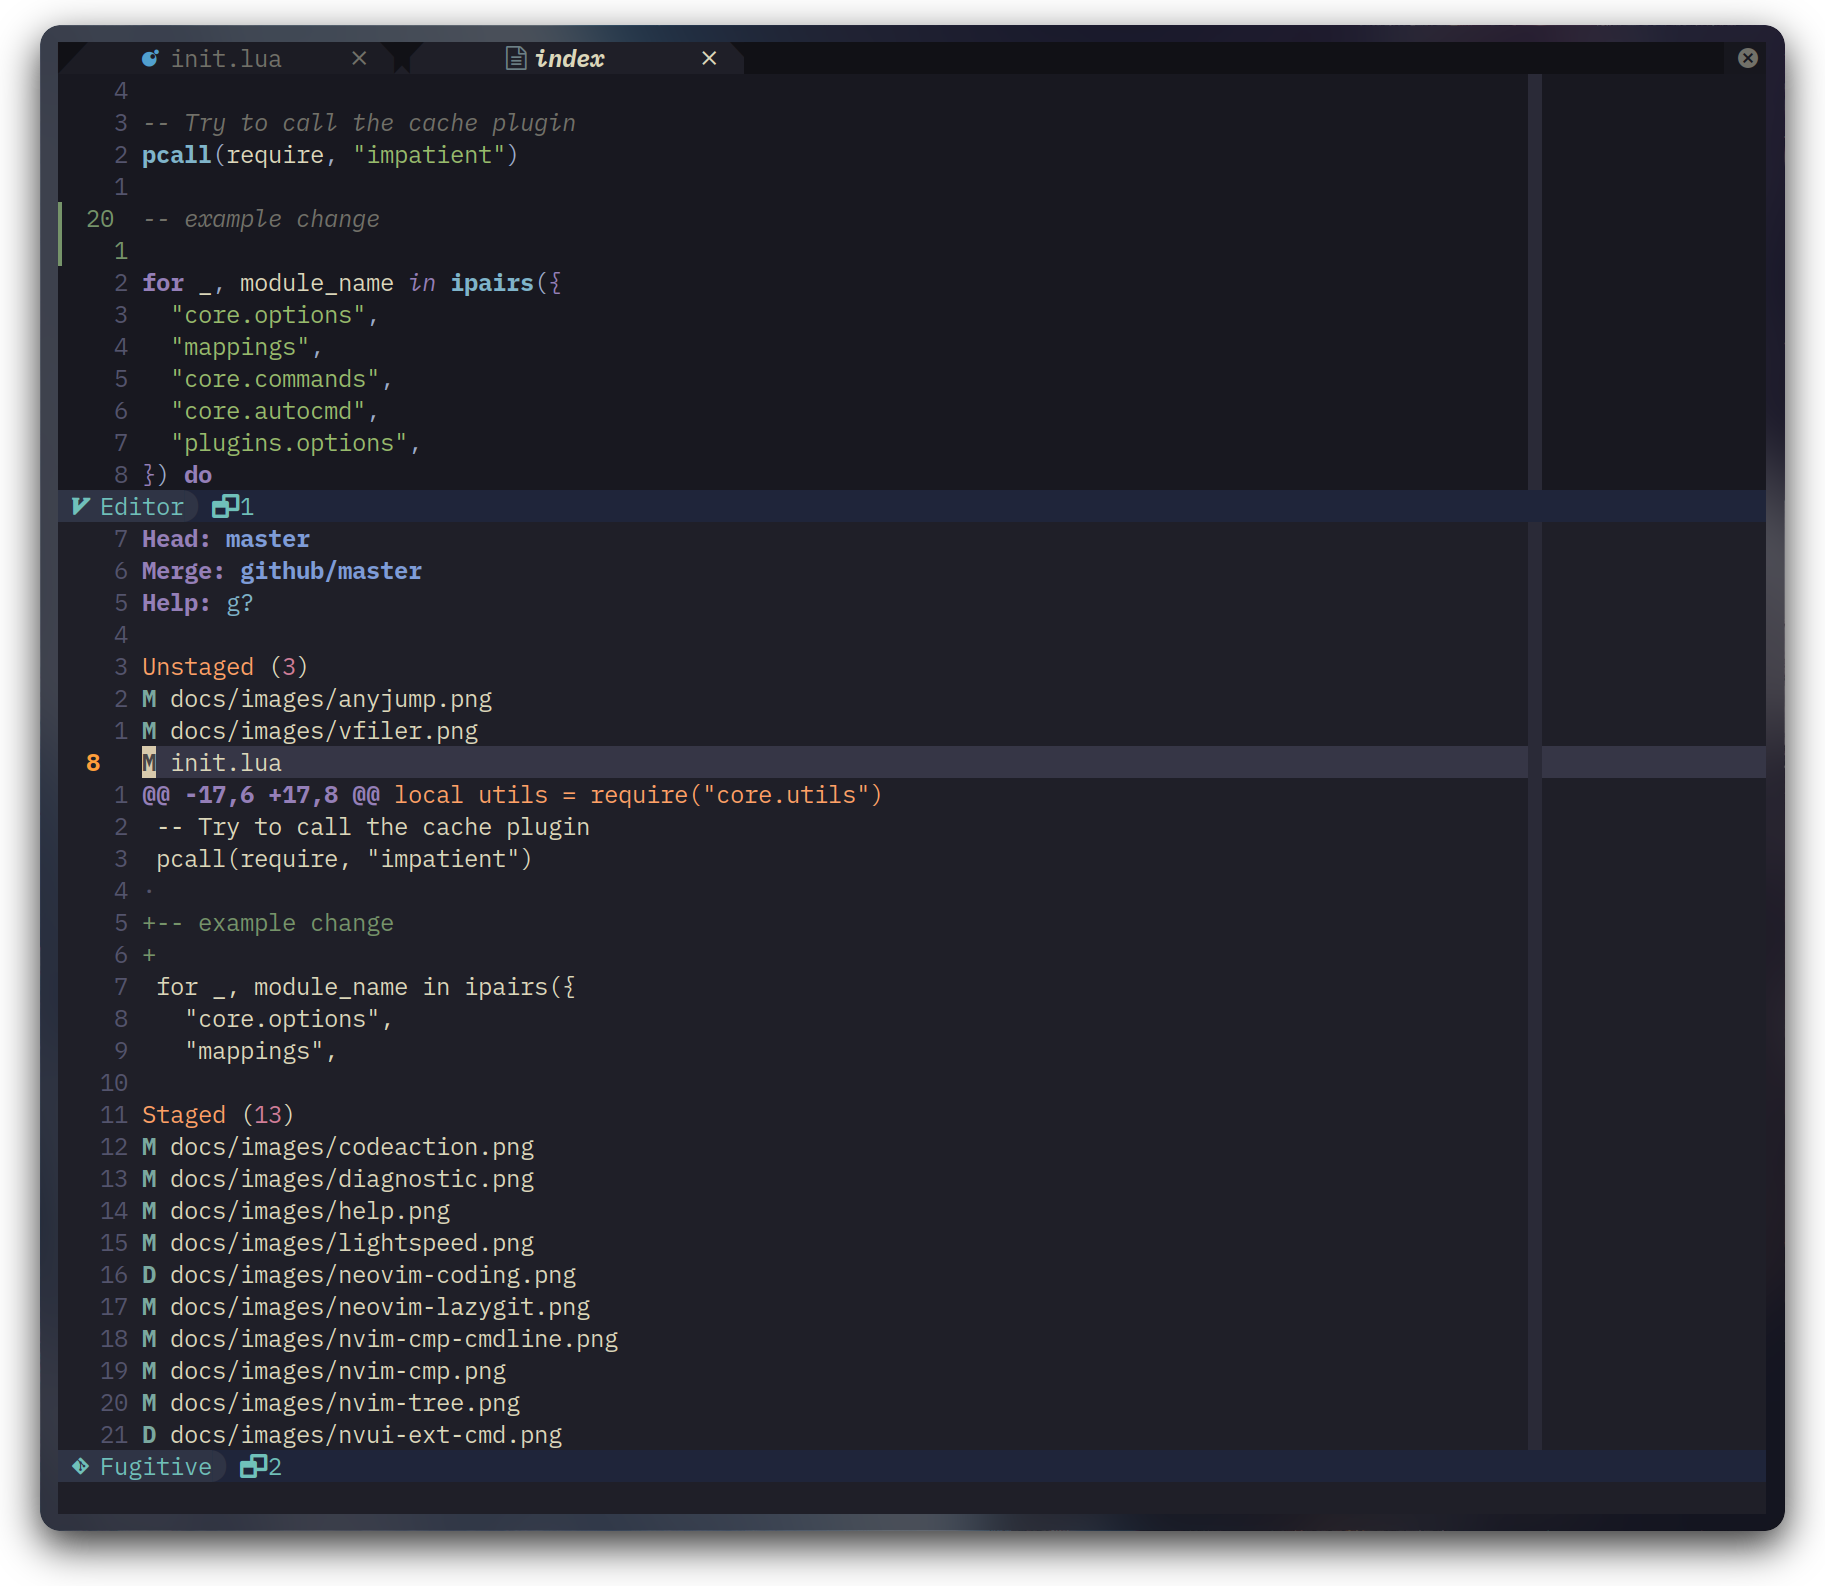 init.lua × index ×
4
3 -- Try to call the cache plugin
2 pcall(require, "impatient")
1
20 -- example change
1
2 for _, module_name in ipairs({
3   "core.options",
4   "mappings",
5   "core.commands",
6   "core.autocmd",
7   "plugins.options",
8 }) do
Editor 1
7 Head: master
6 Merge: github/master
5 Help: g?
4
3 Unstaged (3)
2 M docs/images/anyjump.png
1 M docs/images/vfiler.png
8 M init.lua
1 @@ -17,6 +17,8 @@ local utils = require("core.utils")
2  -- Try to call the cache plugin
3  pcall(require, "impatient")
4 ·
5 +-- example change
6 +
7  for _, module_name in ipairs({
8    "core.options",
9    "mappings",
10
11 Staged (13)
12 M docs/images/codeaction.png
13 M docs/images/diagnostic.png
14 M docs/images/help.png
15 M docs/images/lightspeed.png
16 D docs/images/neovim-coding.png
17 M docs/images/neovim-lazygit.png
18 M docs/images/nvim-cmp-cmdline.png
19 M docs/images/nvim-cmp.png
20 M docs/images/nvim-tree.png
21 D docs/images/nvui-ext-cmd.png
Fugitive 2